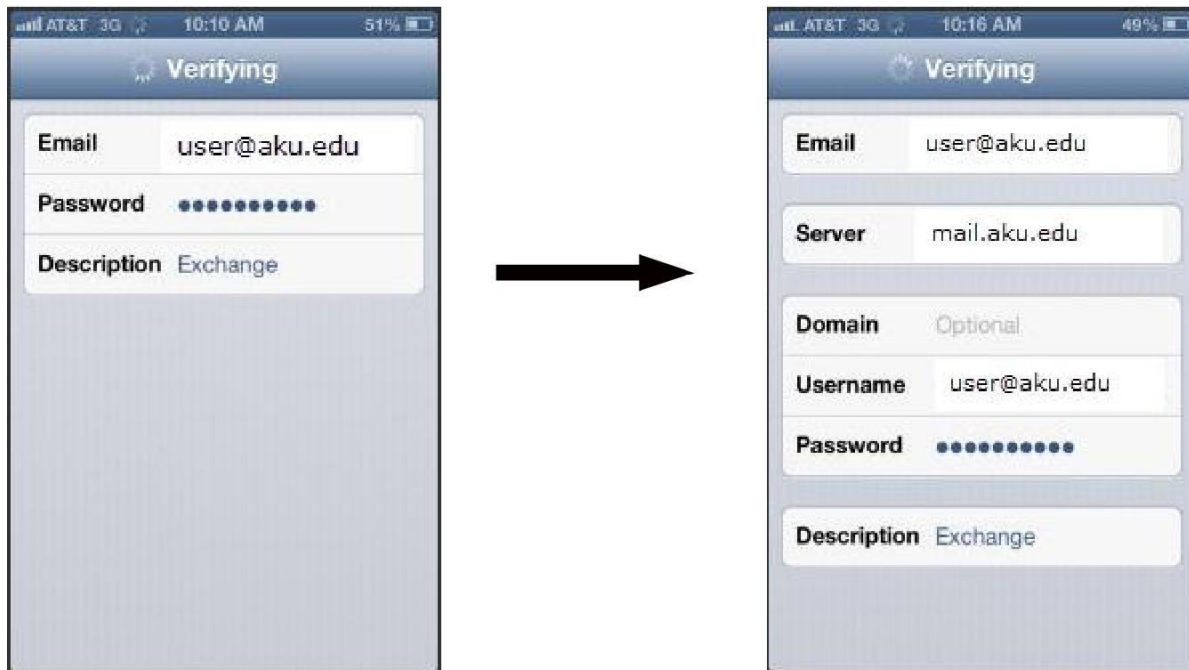 AT&T 3G 10:10 AM 51%
Verifying
Email user@aku.edu
Password ••••••••••
Description Exchange
AT&T 3G 10:16 AM 49%
Verifying
Email user@aku.edu
Server mail.aku.edu
Domain Optional
Username user@aku.edu
Password ••••••••••
Description Exchange